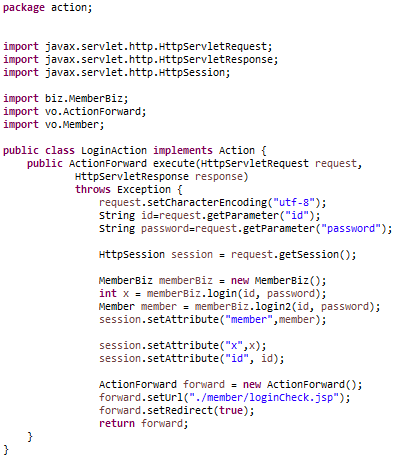 package action;


import javax.servlet.http.HttpServletRequest;
import javax.servlet.http.HttpServletResponse;
import javax.servlet.http.HttpSession;

import biz.MemberBiz;
import vo.ActionForward;
import vo.Member;

public class LoginAction implements Action {
    public ActionForward execute(HttpServletRequest request,
            HttpServletResponse response)
            throws Exception {
                request.setCharacterEncoding("utf-8");
                String id=request.getParameter("id");
                String password=request.getParameter("password");

                HttpSession session = request.getSession();

                MemberBiz memberBiz = new MemberBiz();
                int x = memberBiz.login(id, password);
                Member member = memberBiz.login2(id, password);
                session.setAttribute("member",member);

                session.setAttribute("x",x);
                session.setAttribute("id", id);

                ActionForward forward = new ActionForward();
                forward.setUrl("./member/loginCheck.jsp");
                forward.setRedirect(true);
                return forward;
    }
}